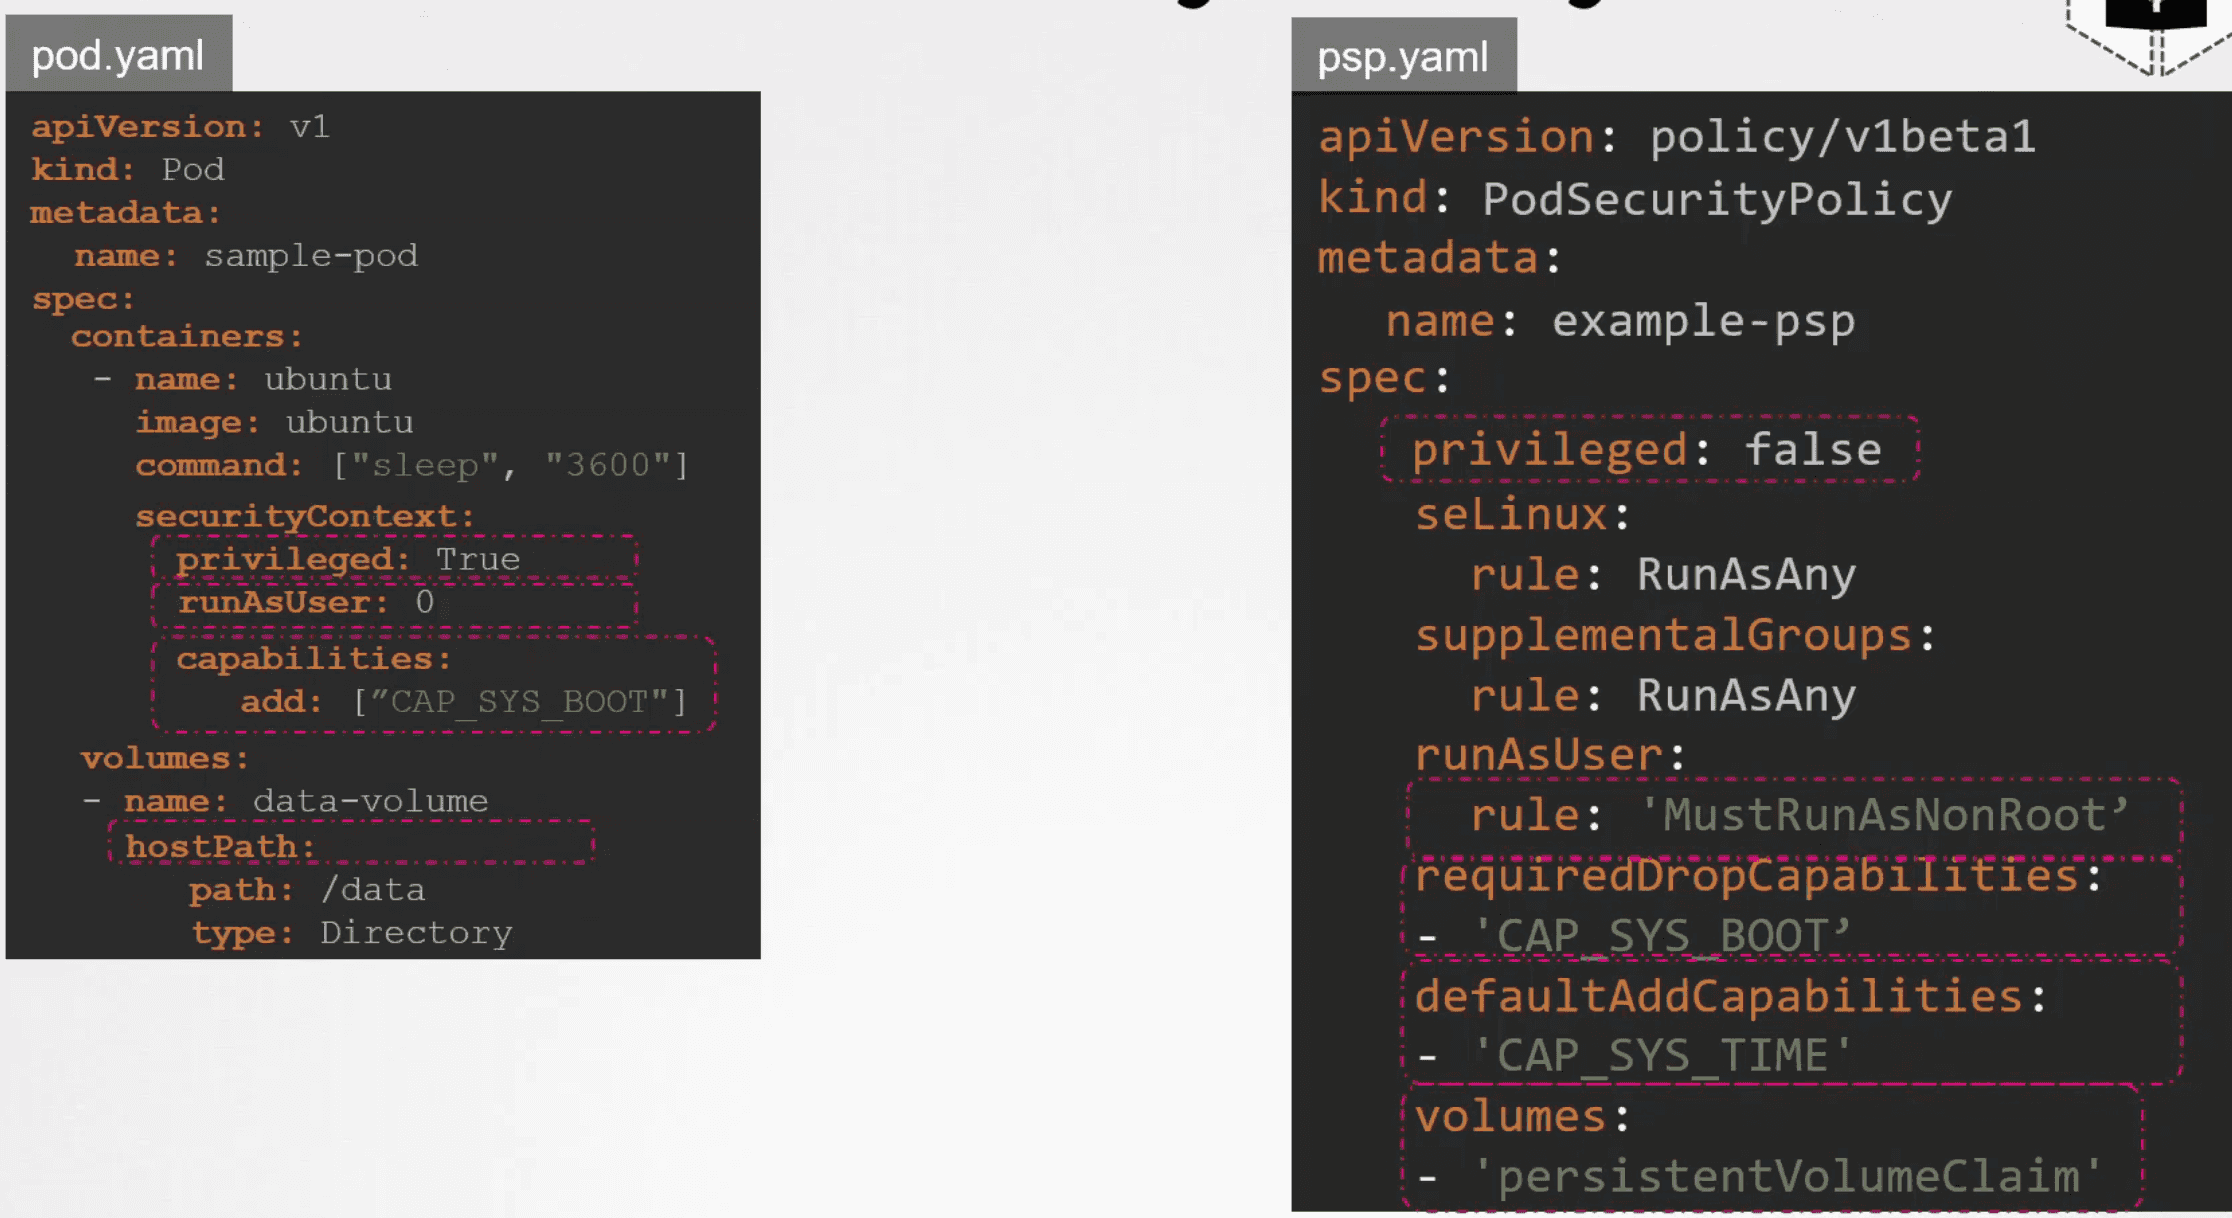 pod.yaml
apiVersion: v1
kind: Pod
metadata:
  name: sample-pod
spec:
  containers:
   - name: ubuntu
     image: ubuntu
     command: ["sleep", "3600"]
     securityContext:
       privileged: True
       runAsUser: 0
       capabilities:
          add: [”CAP_SYS_BOOT"]
  volumes:
  - name: data-volume
    hostPath:
       path: /data
       type: Directory
psp.yaml
apiVersion: policy/v1beta1
kind: PodSecurityPolicy
metadata:
  name: example-psp
spec:
   privileged: false
   seLinux:
     rule: RunAsAny
   supplementalGroups:
     rule: RunAsAny
   runAsUser:
     rule: 'MustRunAsNonRoot’
   requiredDropCapabilities:
   - 'CAP_SYS_BOOT’
   defaultAddCapabilities:
   - 'CAP_SYS_TIME'
   volumes:
   - 'persistentVolumeClaim'